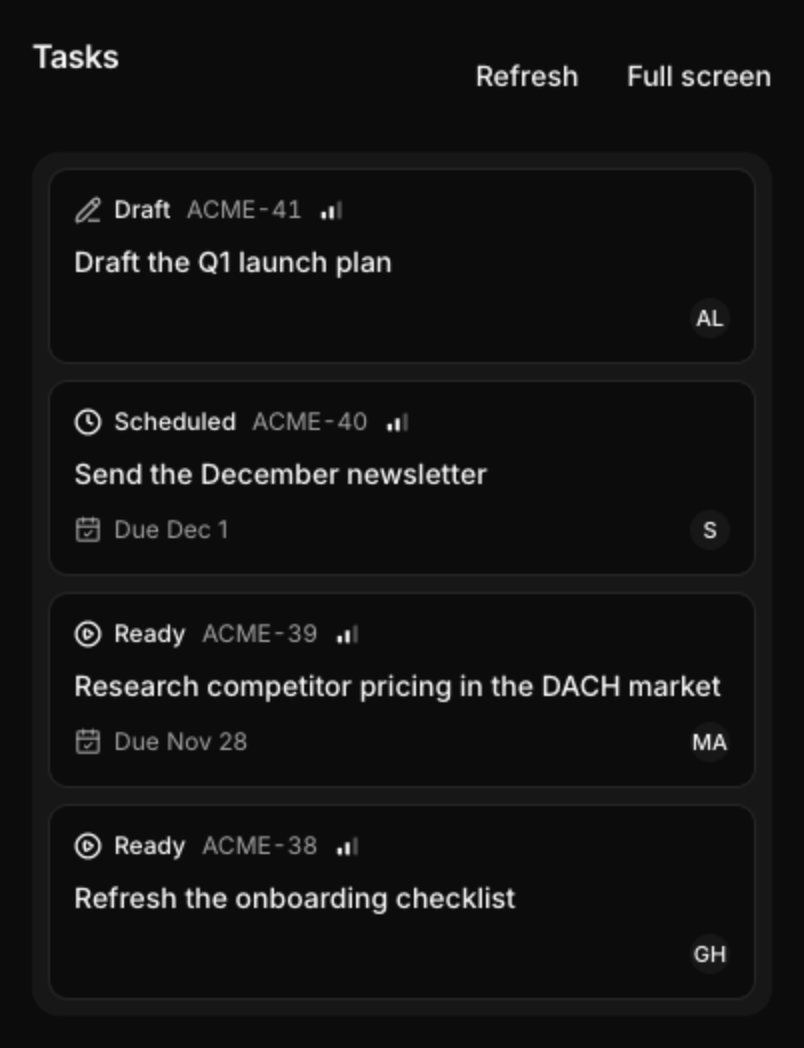 Tasks
Refresh Full screen
Draft ACME-41
Draft the Q1 launch plan
AL
Scheduled ACME-40
Send the December newsletter
Due Dec 1 S
Ready ACME-39
Research competitor pricing in the DACH market
Due Nov 28 MA
Ready ACME-38
Refresh the onboarding checklist
GH